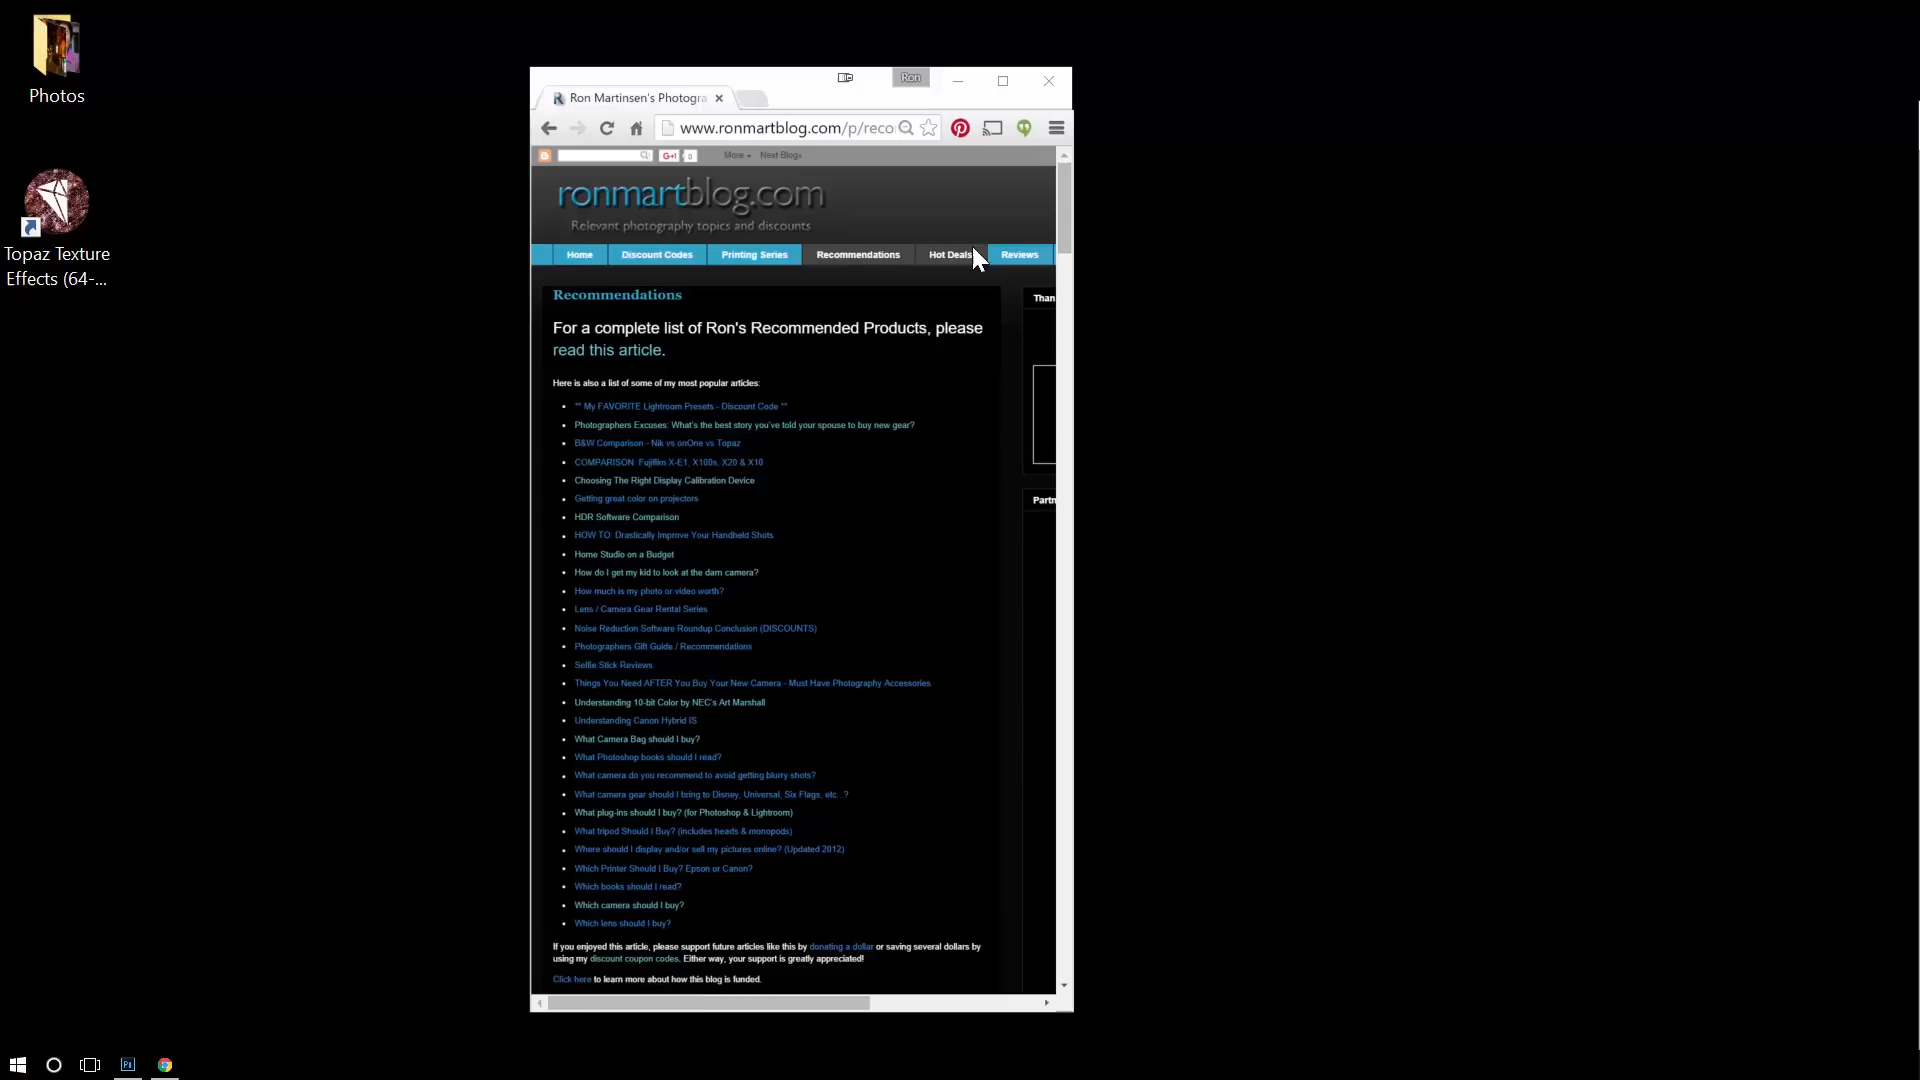 Photos
Topaz Texture
Effects (64-...
Ron
Ron Martinsen's Photogra
www.ronmartblog.com/p/reco
G+1 0 More Next Blog»
ronmartblog.com
Relevant photography topics and discounts
Home Discount Codes Printing Series Recommendations Hot Deals Reviews
Recommendations
Than
For a complete list of Ron's Recommended Products, please
read this article.
Here is also a list of some of my most popular articles:
** My FAVORITE Lightroom Presets - Discount Code **
Photographers Excuses: What's the best story you've told your spouse to buy new gear?
B&W Comparison - Nik vs onOne vs Topaz
COMPARISON: Fujifilm X-E1, X100s, X20 & X10
Choosing The Right Display Calibration Device
Getting great color on projectors
Partn
HDR Software Comparison
HOW TO: Drastically Improve Your Handheld Shots
Home Studio on a Budget
How do I get my kid to look at the darn camera?
How much is my photo or video worth?
Lens / Camera Gear Rental Series
Noise Reduction Software Roundup Conclusion (DISCOUNTS)
Photographers Gift Guide / Recommendations
Selfie Stick Reviews
Things You Need AFTER You Buy Your New Camera - Must Have Photography Accessories
Understanding 10-bit Color by NEC's Art Marshall
Understanding Canon Hybrid IS
What Camera Bag should I buy?
What Photoshop books should I read?
What camera do you recommend to avoid getting blurry shots?
What camera gear should I bring to Disney, Universal, Six Flags, etc...?
What plug-ins should I buy? (for Photoshop & Lightroom)
What tripod Should I Buy? (includes heads & monopods)
Where should I display and/or sell my pictures online? (Updated 2012)
Which Printer Should I Buy? Epson or Canon?
Which books should I read?
Which camera should I buy?
Which lens should I buy?
If you enjoyed this article, please support future articles like this by donating a dollar or saving several dollars by
using my discount coupon codes. Either way, your support is greatly appreciated!
Click here to learn more about how this blog is funded.